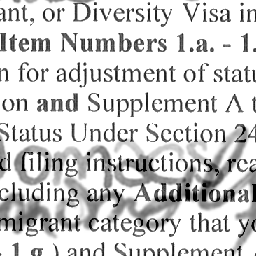 ant, or Diversity Visa in
Item Numbers 1.a. - 1.
n for adjustment of statu
on and Supplement A t
Status Under Section 24
d filing instructions, rea
cluding any Additional
migrant category that yo
1.g.) and Supplement